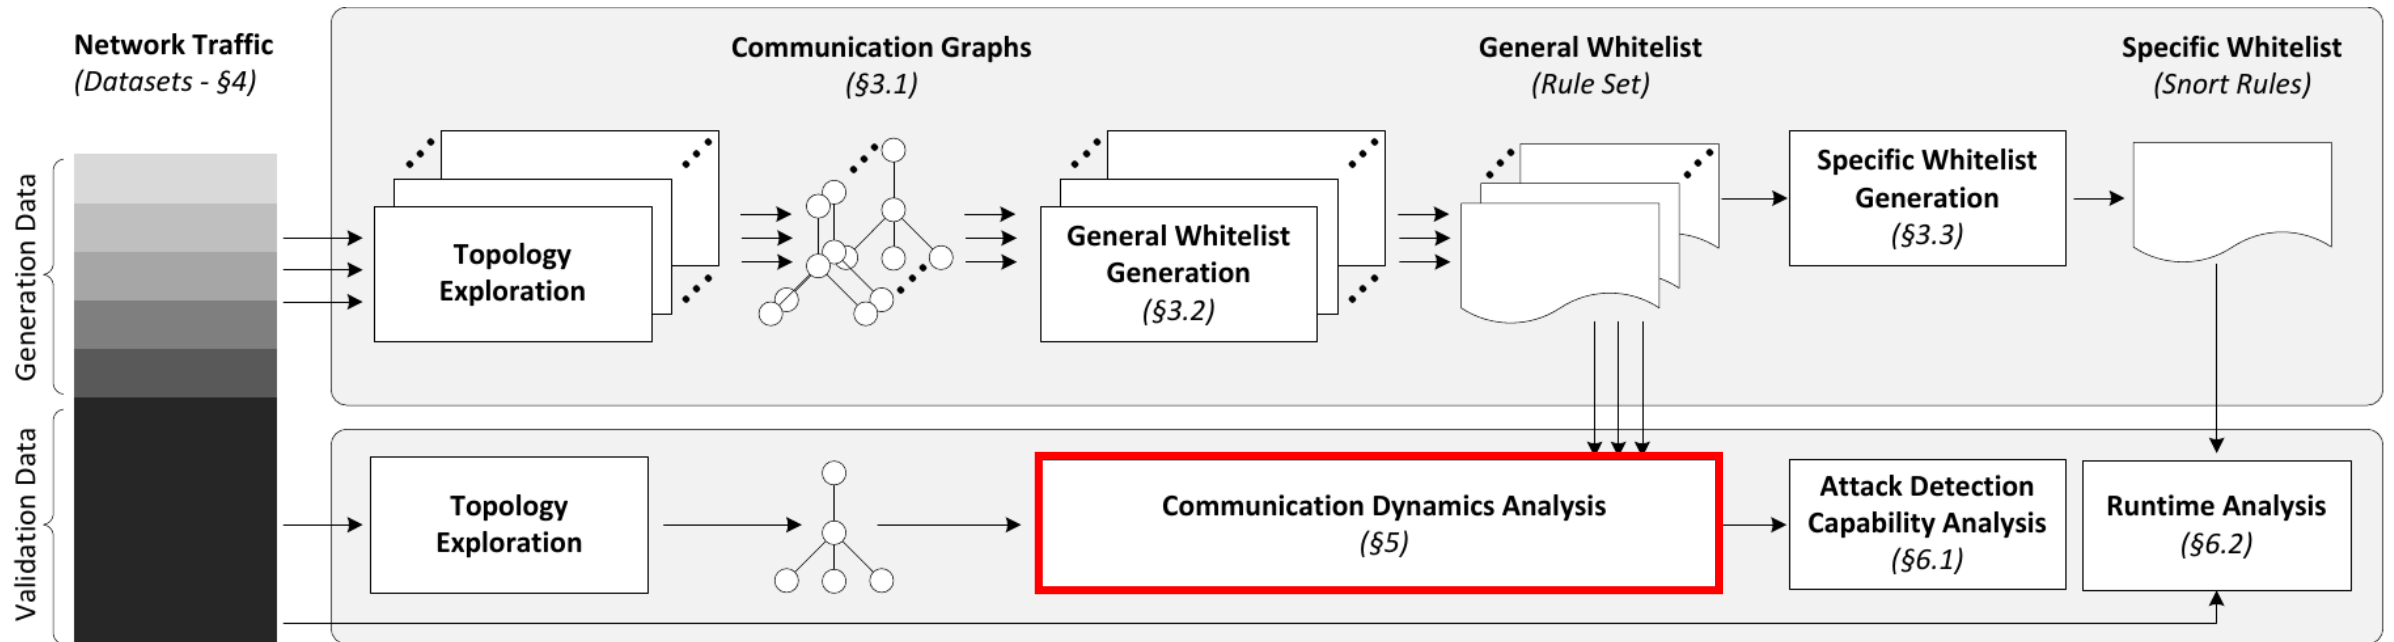 Network Traffic
(Datasets - §4)
Communication Graphs
(§3.1)
General Whitelist
(Rule Set)
Specific Whitelist
(Snort Rules)
Generation Data
Topology
Exploration
General Whitelist
Generation
(§3.2)
Specific Whitelist
Generation
(§3.3)
Validation Data
Topology
Exploration
Communication Dynamics Analysis
(§5)
Attack Detection
Capability Analysis
(§6.1)
Runtime Analysis
(§6.2)